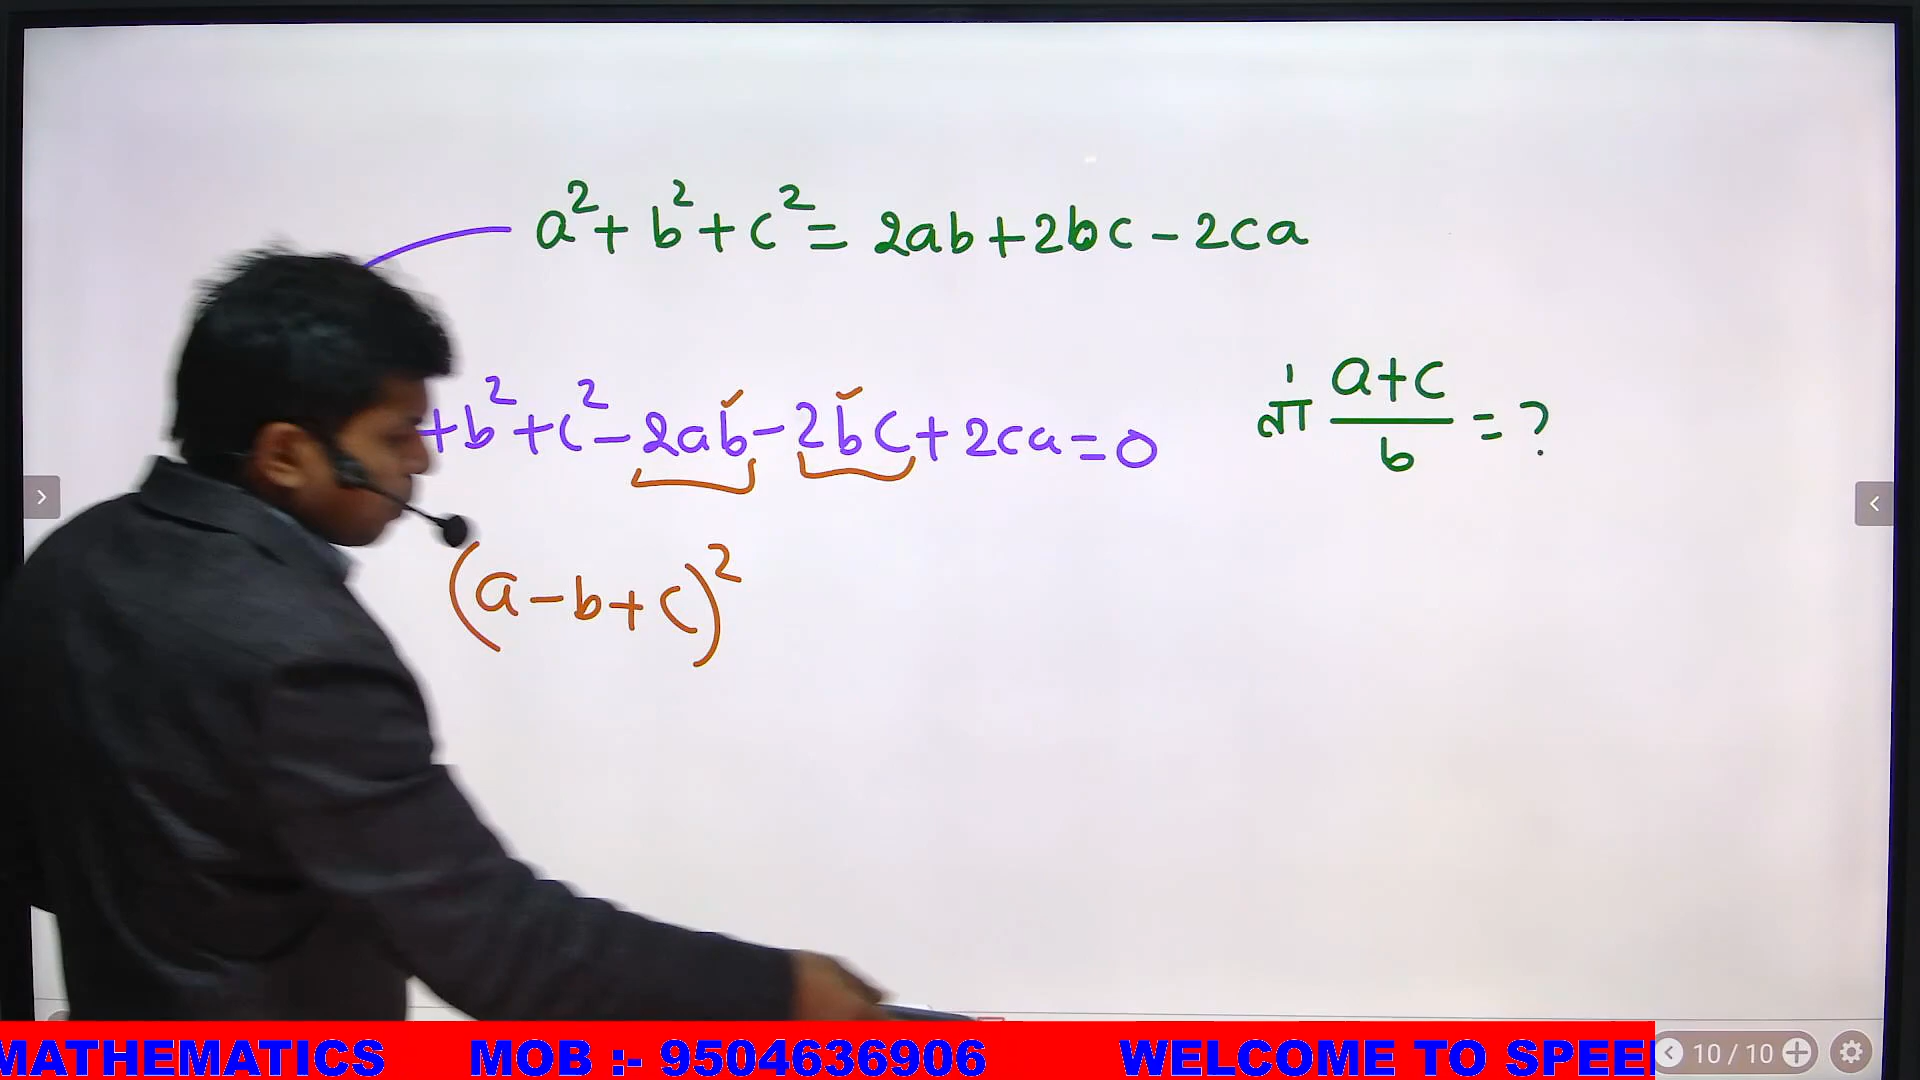 a² + b² + c² = 2ab + 2bc - 2ca
+ b² + c² - 2ab - 2bc + 2ca = 0
a+c/b = ?
(a - b + c)²
MATHEMATICS MOB :- 9504636906 WELCOME TO SPEE
10 / 10